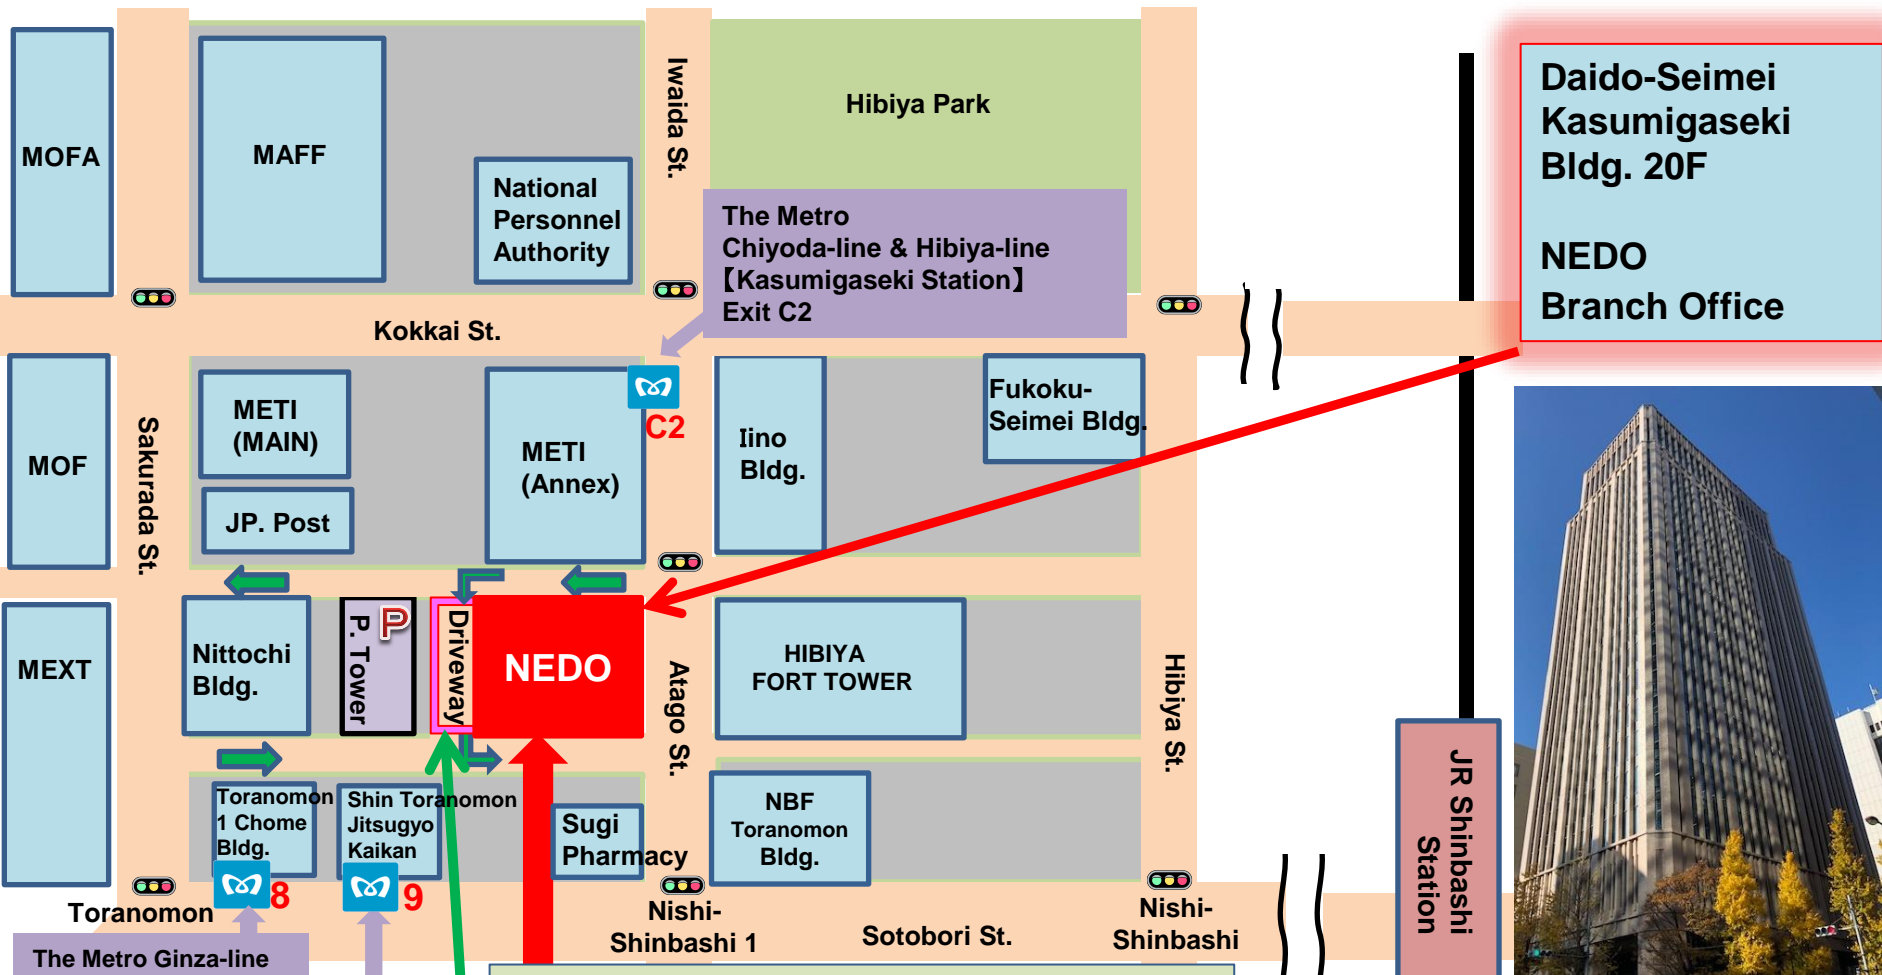 MOFA
MAFF
National
Personnel
Authority
Iwaida St.
Hibiya Park
The Metro
Chiyoda-line & Hibiya-line
【Kasumigaseki Station】
Exit C2
Daido-Seimei
Kasumigaseki
Bldg. 20F
NEDO
Branch Office
Kokkai St.
MOF
Sakurada St.
METI
(MAIN)
JP. Post
METI
(Annex)
C2
Iino
Bldg.
Fukoku-
Seimei Bldg.
MEXT
Nittochi
Bldg.
P
P. Tower
Driveway
NEDO
Atago St.
HIBIYA
FORT TOWER
Hibiya St.
JR Shinbashi
Station
Toranomon
1 Chome
Bldg.
8
Shin Toranomon
Jitsugyo
Kaikan
9
Sugi
Pharmacy
NBF
Toranomon
Bldg.
Toranomon
Nishi-
Shinbashi 1
Sotobori St.
Nishi-
Shinbashi
The Metro Ginza-line